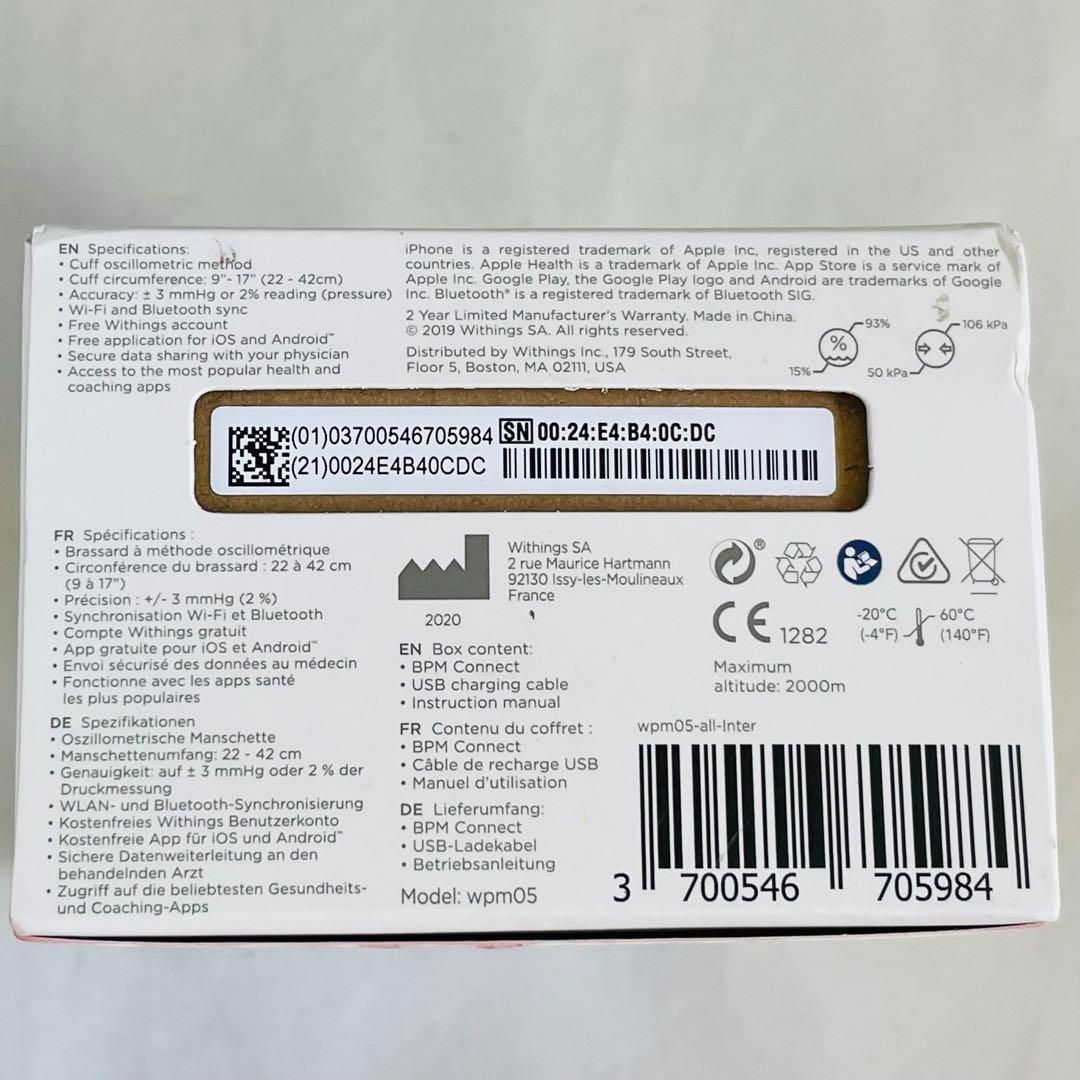 EN Specifications:
• Cuff oscillometric method
• Cuff circumference: 9"- 17" (22 - 42cm)
• Accuracy: ± 3 mmHg or 2% reading (pressure)
• Wi-Fi and Bluetooth sync
• Free Withings account
• Free application for iOS and Android™
• Secure data sharing with your physician
• Access to the most popular health and
coaching apps
iPhone is a registered trademark of Apple Inc, registered in the US and other
countries. Apple Health is a trademark of Apple Inc. App Store is a service mark of
Apple Inc. Google Play, the Google Play logo and Android are trademarks of Google
Inc. Bluetooth® is a registered trademark of Bluetooth SIG.
2 Year Limited Manufacturer's Warranty. Made in China.
© 2019 Withings SA. All rights reserved.
Distributed by Withings Inc., 179 South Street,
Floor 5, Boston, MA 02111, USA
93%
%
15%
106 kPa
50 kPa
(01)03700546705984
(21)0024E4B40CDC
SN 00:24:E4:B4:0C:DC
FR Spécifications :
• Brassard à méthode oscillométrique
• Circonférence du brassard : 22 à 42 cm
(9 à 17")
• Précision : +/- 3 mmHg (2 %)
• Synchronisation Wi-Fi et Bluetooth
• Compte Withings gratuit
• App gratuite pour iOS et Android™
• Envoi sécurisé des données au médecin
• Fonctionne avec les apps santé
les plus populaires
DE Spezifikationen
• Oszillometrische Manschette
• Manschettenumfang: 22 - 42 cm
• Genauigkeit: auf ± 3 mmHg oder 2 % der
Druckmessung
• WLAN- und Bluetooth-Synchronisierung
• Kostenfreies Withings Benutzerkonto
• Kostenfreie App für iOS und Android™
• Sichere Datenweiterleitung an den
behandelnden Arzt
• Zugriff auf die beliebtesten Gesundheits-
und Coaching-Apps
2020
Withings SA
2 rue Maurice Hartmann
92130 Issy-les-Moulineaux
France
EN Box content:
• BPM Connect
• USB charging cable
• Instruction manual
FR Contenu du coffret :
• BPM Connect
• Câble de recharge USB
• Manuel d'utilisation
DE Lieferumfang:
• BPM Connect
• USB-Ladekabel
• Betriebsanleitung
Model: wpm05
®
CE 1282
-20°C
(-4°F)
60°C
(140°F)
Maximum
altitude: 2000m
wpm05-all-Inter
3 700546 705984